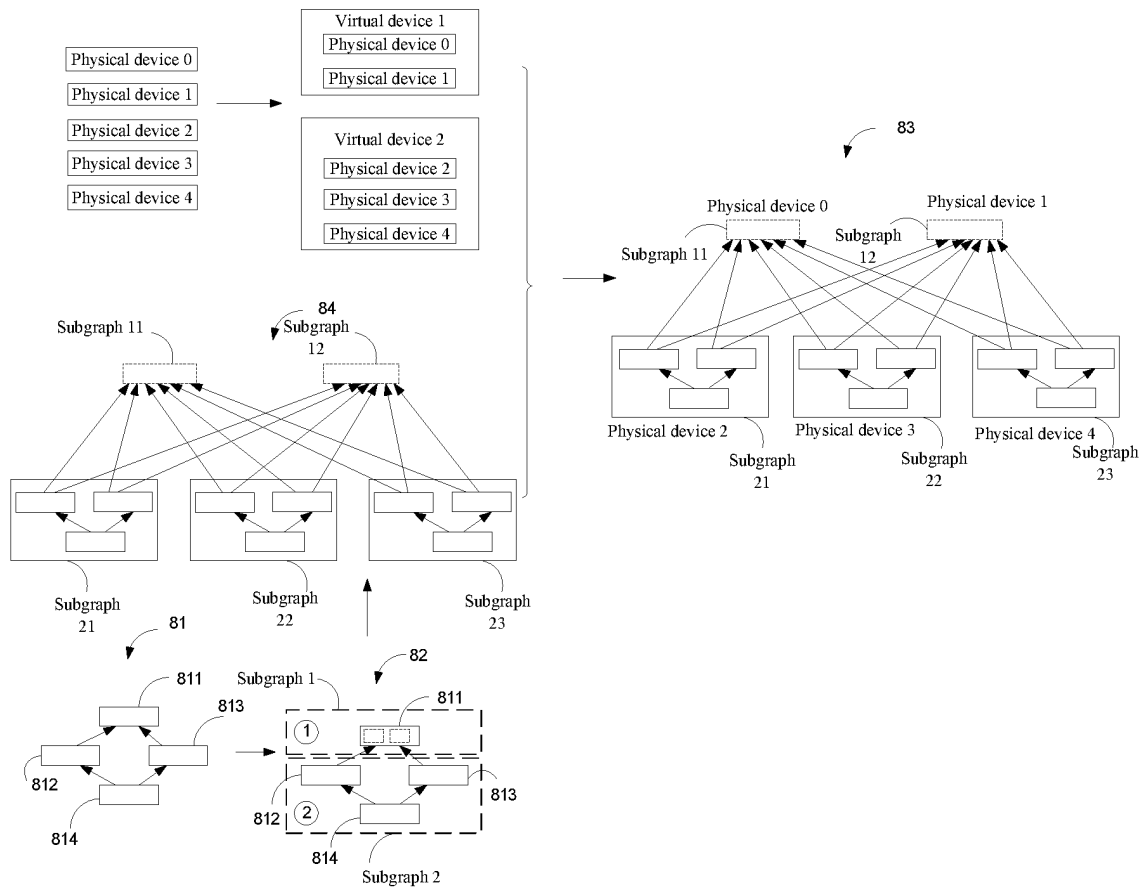 Physical device 0
Physical device 1
Physical device 2
Physical device 3
Physical device 4
Virtual device 1
Physical device 0
Physical device 1
Virtual device 2
Physical device 2
Physical device 3
Physical device 4
83
Physical device 0
Physical device 1
Subgraph 11
Subgraph
12
Physical device 2
Physical device 3
Physical device 4
Subgraph
21
Subgraph
22
Subgraph
23
84
Subgraph 11
Subgraph
12
Subgraph
21
Subgraph
22
Subgraph
23
81
811
813
812
814
82
Subgraph 1
811
1
2
812
813
814
Subgraph 2